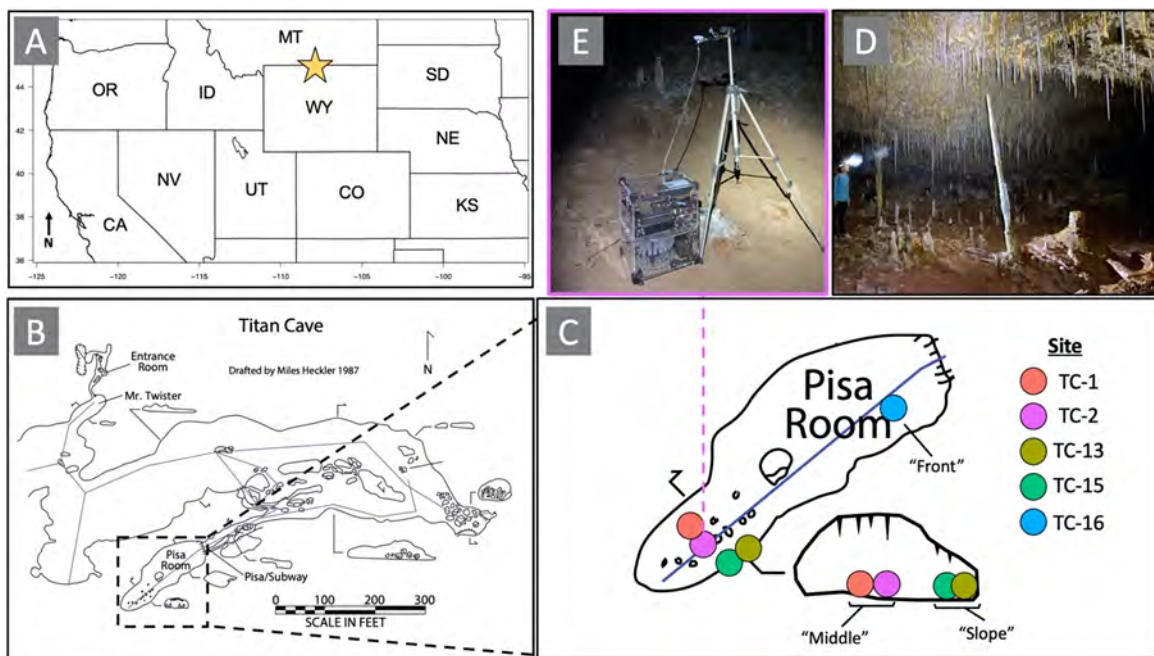 A
MT
OR
ID
SD
WY
NE
NV
UT
CO
KS
CA
N
44
42
40
38
36
-125
-120
-115
-110
-105
-100
-95
E
D
B
Titan Cave
Drafted by Miles Heckler 1987
N
Entrance
Room
Mr. Twister
Pisa
Room
Pisa/Subway
0 100 200 300
SCALE IN FEET
C
Pisa
Room
"Front"
"Middle"
"Slope"
Site
TC-1
TC-2
TC-13
TC-15
TC-16